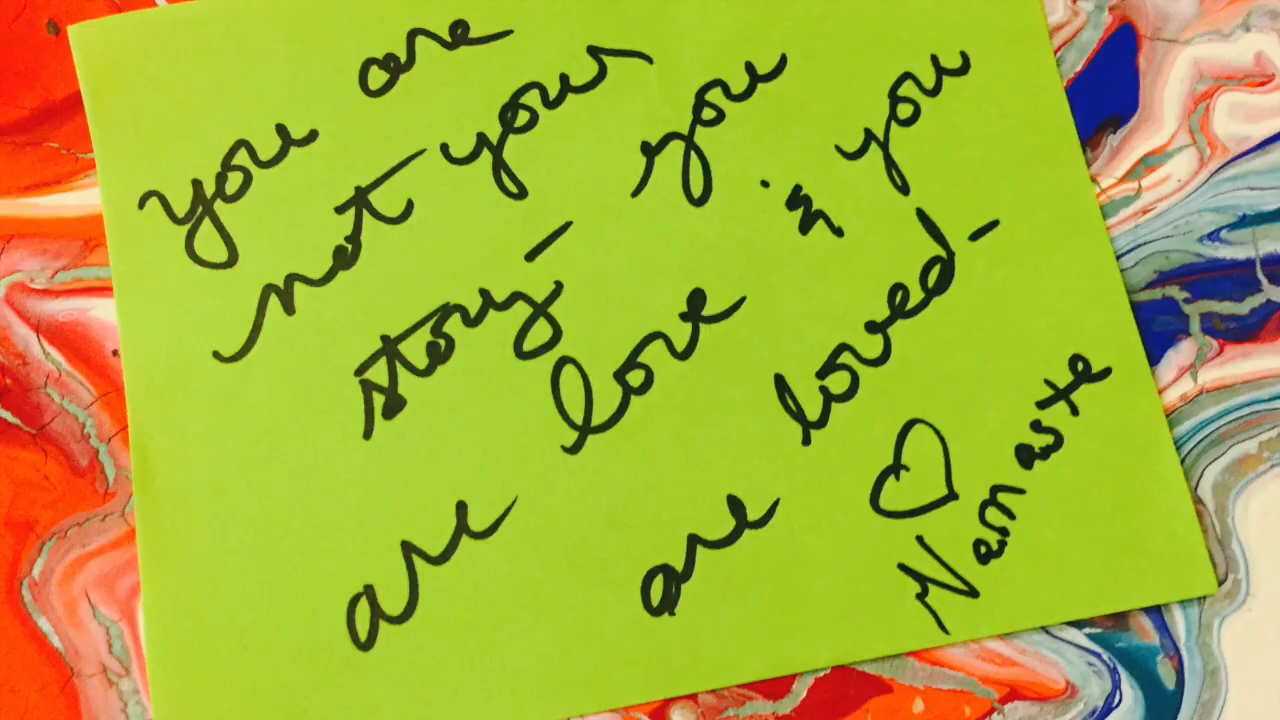 you are
not your
story - you
are love you
are loved -
♡ Namaste